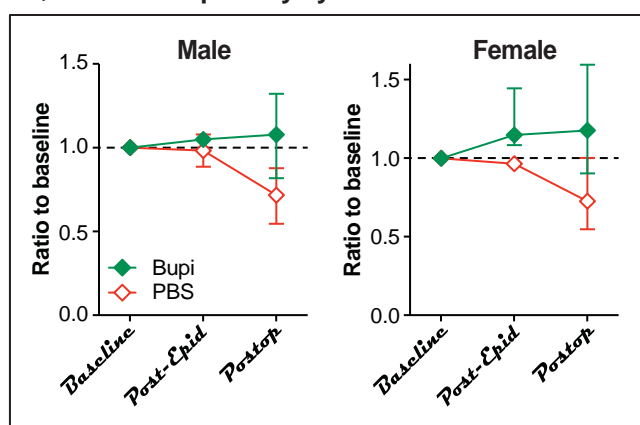 Male
Female
Ratio to baseline
1.5
1.0
0.5
0.0
Bupi
PBS
Baseline
Post-Epid
Postop
Ratio to baseline
1.5
1.0
0.5
0.0
Baseline
Post-Epid
Postop